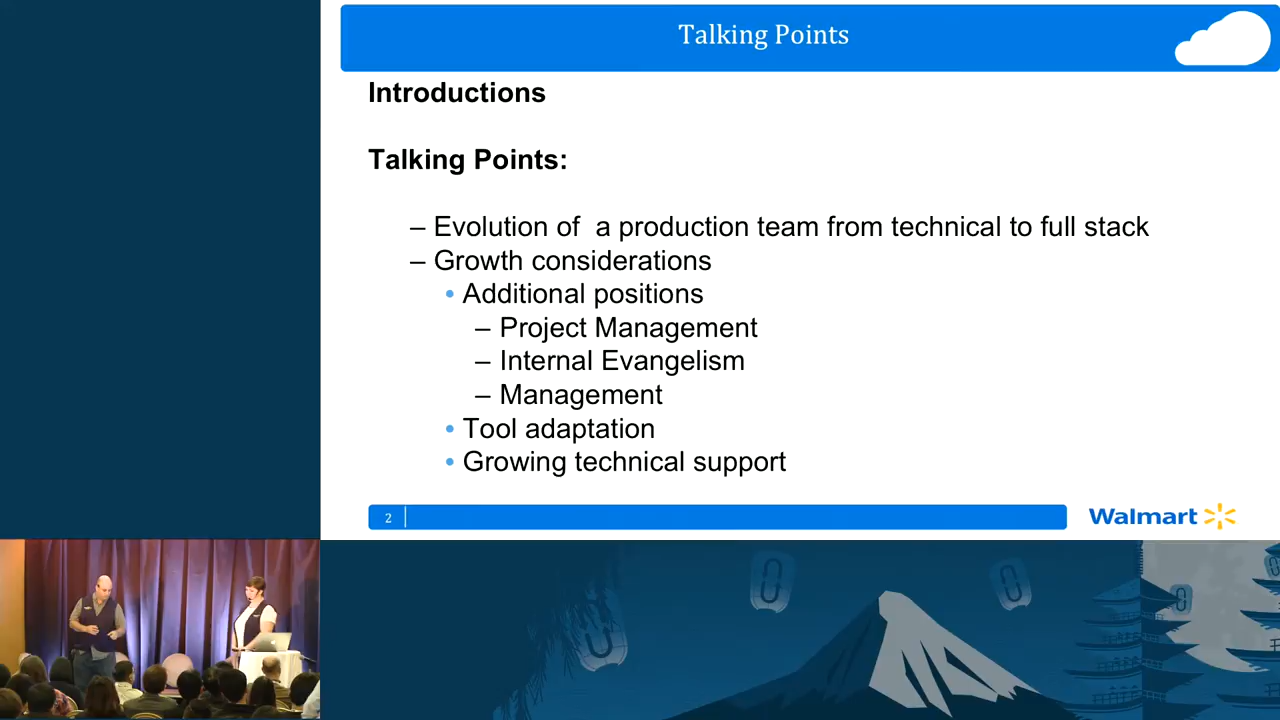 Talking Points
Introductions
Talking Points:
– Evolution of  a production team from technical to full stack
– Growth considerations
• Additional positions
– Project Management
– Internal Evangelism
– Management
• Tool adaptation
• Growing technical support
2
Walmart